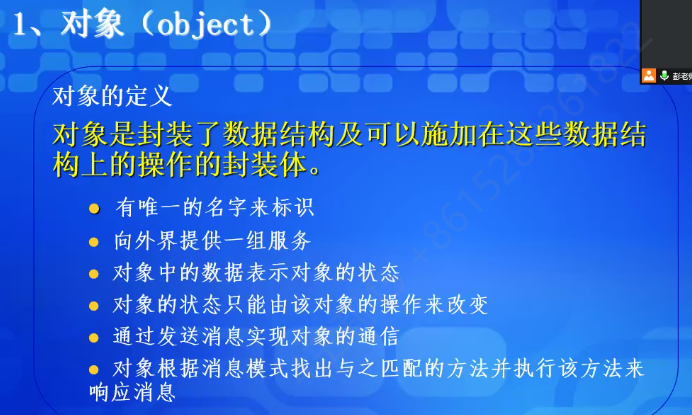 1、对象（object）
对象的定义
对象是封装了数据结构及可以施加在这些数据结
构上的操作的封装体。
有唯一的名字来标识
向外界提供一组服务
对象中的数据表示对象的状态
对象的状态只能由该对象的操作来改变
通过发送消息实现对象的通信
对象根据消息模式找出与之匹配的方法并执行该方法来
响应消息
彭老师